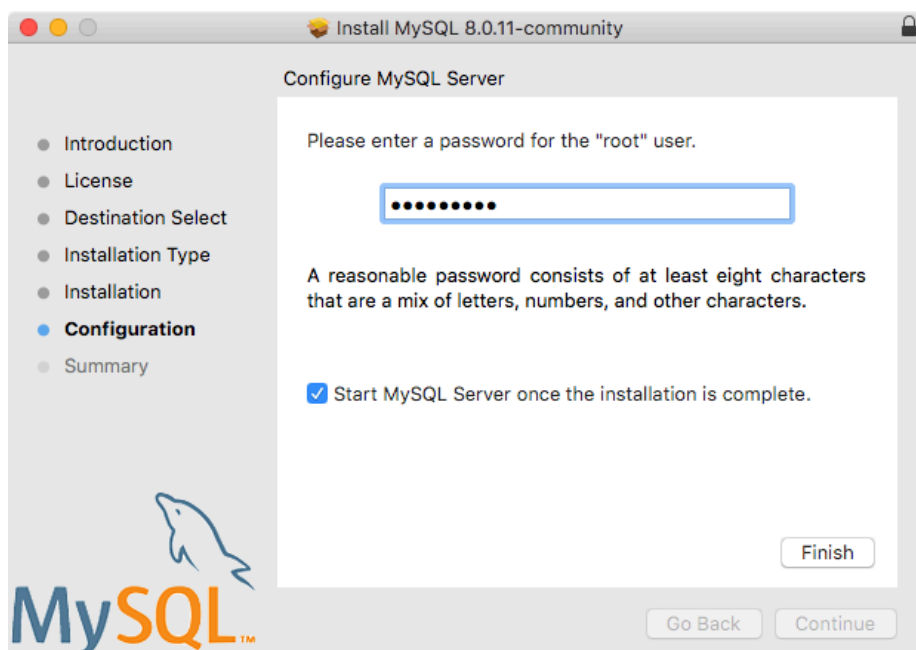 Install MySQL 8.0.11-community
Configure MySQL Server
Introduction
License
Destination Select
Installation Type
Installation
Configuration
Summary
Please enter a password for the "root" user.
•••••••••
A reasonable password consists of at least eight characters
that are a mix of letters, numbers, and other characters.
Start MySQL Server once the installation is complete.
Finish
MySQL™
Go Back
Continue